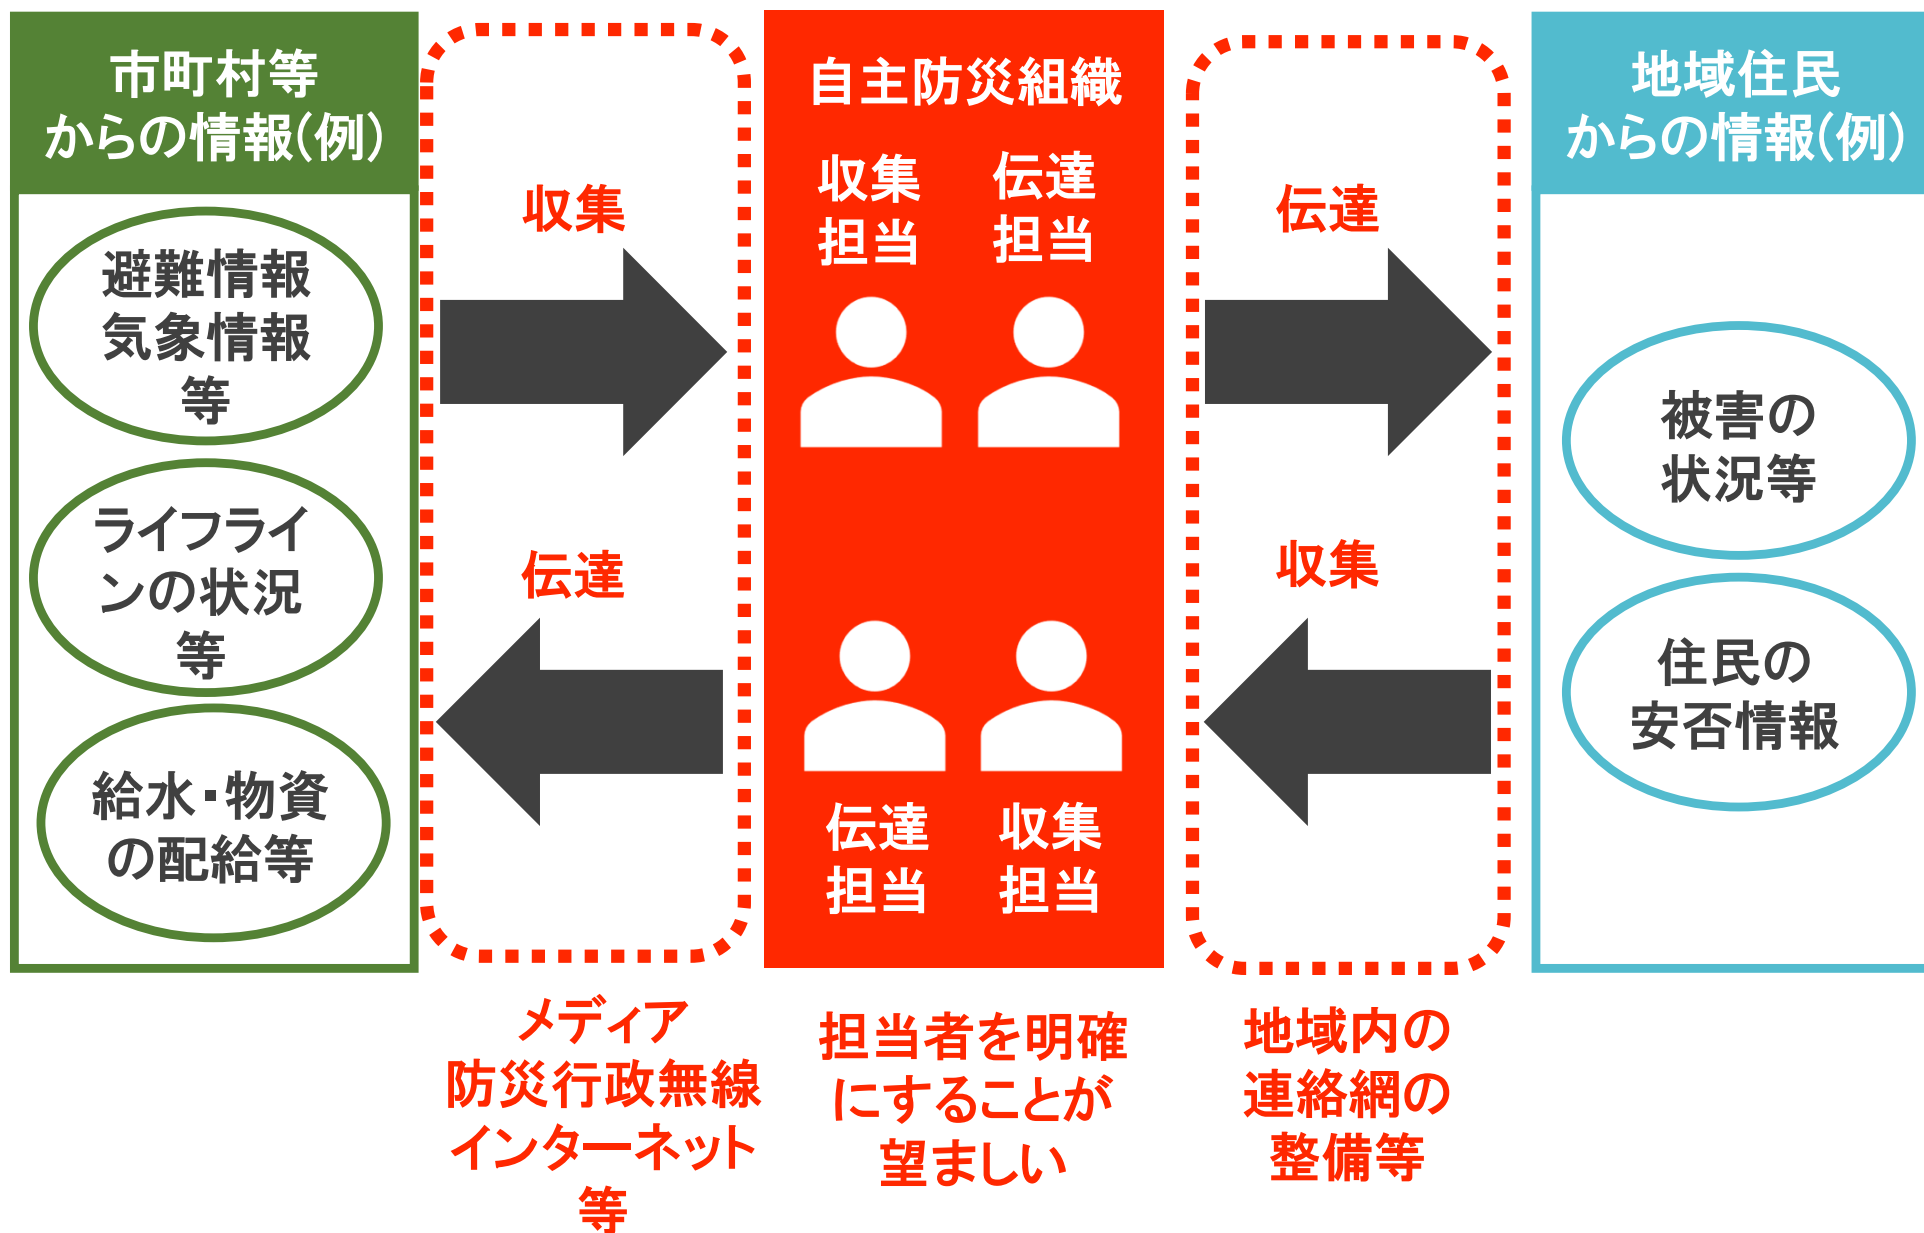 市町村等
からの情報(例)
避難情報
気象情報
等
ライフライ
ンの状況
等
給水・物資
の配給等
収集
伝達
メディア
防災行政無線
インターネット
等
自主防災組織
収集
担当
伝達
担当
伝達
担当
収集
担当
担当者を明確
にすることが
望ましい
伝達
収集
地域内の
連絡網の
整備等
地域住民
からの情報(例)
被害の
状況等
住民の
安否情報